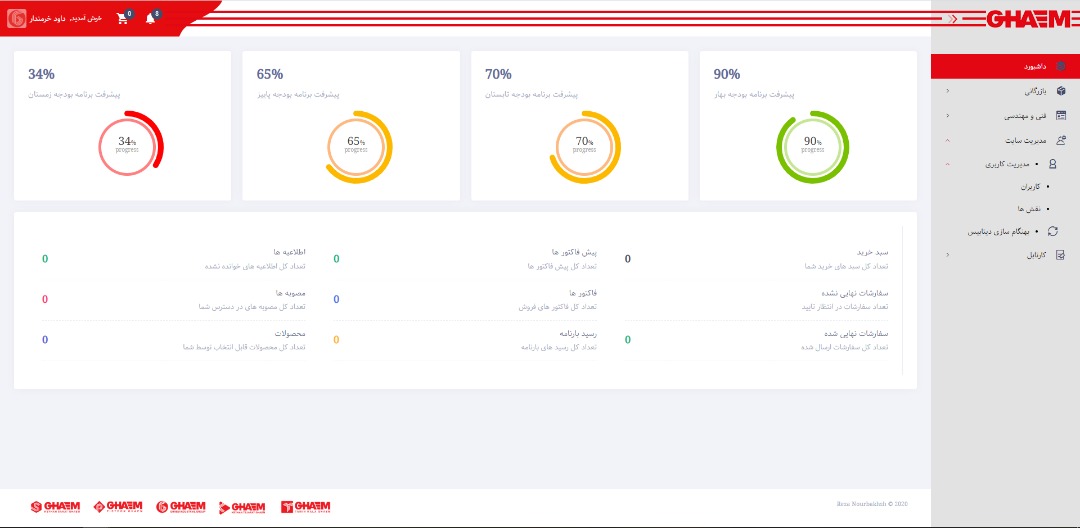 GHAEM
خوش آمدید, داود خرمندار
0
8
داشبورد
بازرگانی
فنی و مهندسی
مدیریت سایت
مدیریت کاربری
کاربران
نقش ها
بهنگام سازی دیتابیس
کارتابل
90%
پیشرفت برنامه بودجه بهار
90%
progress
70%
پیشرفت برنامه بودجه تابستان
70%
progress
65%
پیشرفت برنامه بودجه پاییز
65%
progress
34%
پیشرفت برنامه بودجه زمستان
34%
progress
سبد خرید
تعداد کل سبد های خرید شما
0
پیش فاکتور ها
تعداد کل پیش فاکتور ها
0
اطلاعیه ها
تعداد کل اطلاعیه های خوانده نشده
0
سفارشات نهایی نشده
تعداد سفارشات در انتظار تایید
فاکتور ها
تعداد کل فاکتور های فروش
0
مصوبه ها
تعداد کل مصوبه های در دسترس شما
0
سفارشات نهایی شده
تعداد کل سفارشات ارسال شده
0
رسید بارنامه
تعداد کل رسید های بارنامه
0
محصولات
تعداد کل محصولات قابل انتخاب توسط شما
0
GHAEM
GHAEM
GHAEM
GHAEM
GHAEM
2020 ©